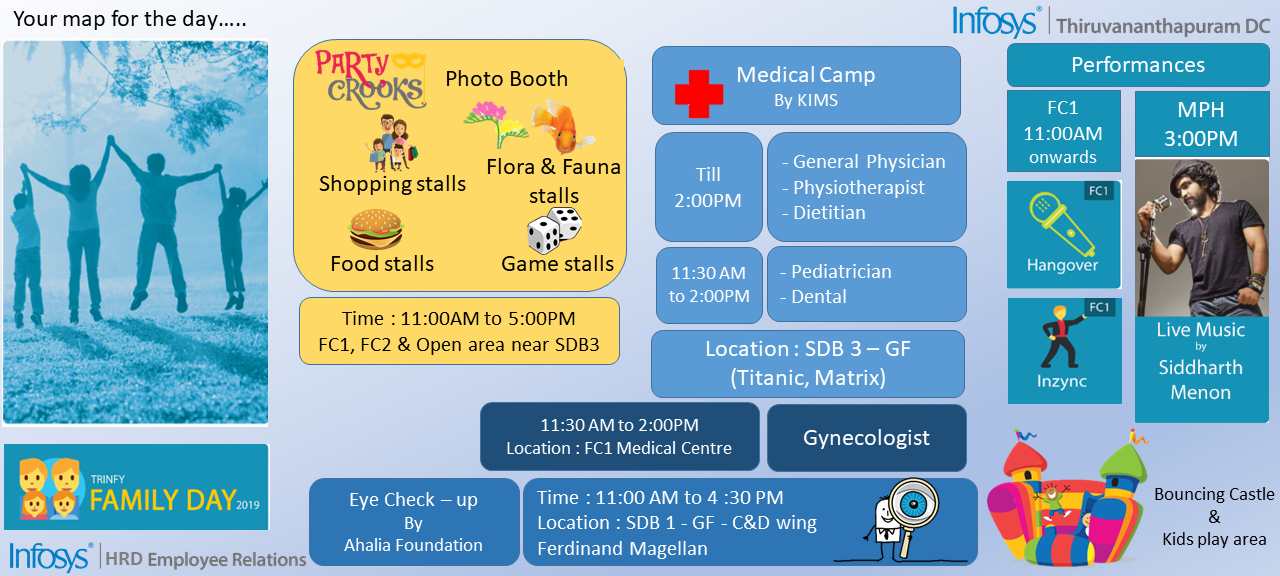 Your map for the day…..
Infosys® | Thiruvananthapuram DC
PARTY
CROOKS
Photo Booth
Shopping stalls
Flora & Fauna
stalls
Food stalls
Game stalls
Time : 11:00AM to 5:00PM
FC1, FC2 & Open area near SDB3
Medical Camp
By KIMS
Till
2:00PM
- General Physician
- Physiotherapist
- Dietitian
11:30 AM
to 2:00PM
- Pediatrician
- Dental
Location : SDB 3 – GF
(Titanic, Matrix)
11:30 AM to 2:00PM
Location : FC1 Medical Centre
Gynecologist
Eye Check – up
By
Ahalia Foundation
Time : 11:00 AM to 4 :30 PM
Location : SDB 1 - GF - C&D wing
Ferdinand Magellan
Performances
FC1
11:00AM
onwards
MPH
3:00PM
FC1
Hangover
FC1
Inzync
Live Music
by
Siddharth
Menon
Bouncing Castle
&
Kids play area
TRINFY
FAMILY DAY 2019
Infosys® | HRD Employee Relations